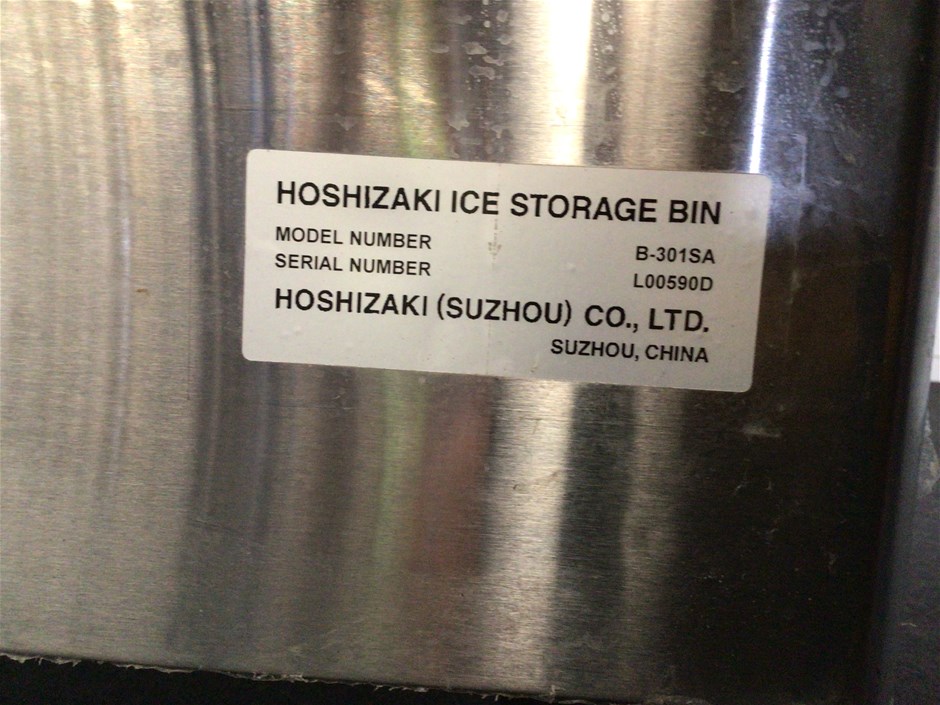 HOSHIZAKI ICE STORAGE BIN
MODEL NUMBER B-301SA
SERIAL NUMBER L00590D
HOSHIZAKI (SUZHOU) CO., LTD.
SUZHOU, CHINA